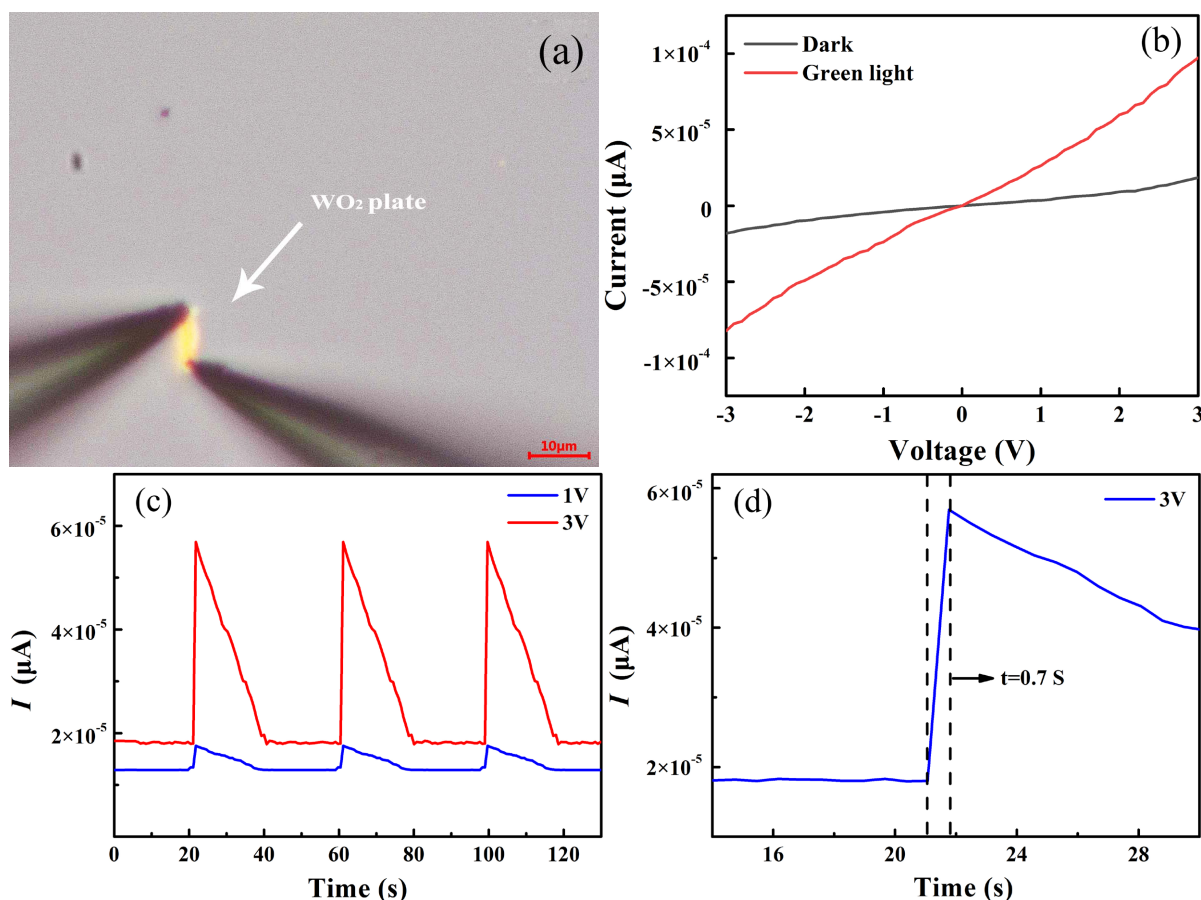 (a)
WO₂ plate
10μm
(b)
Dark
Green light
1×10⁻⁴
5×10⁻⁵
0
-5×10⁻⁵
-1×10⁻⁴
Current (μA)
-3 -2 -1 0 1 2 3
Voltage (V)
(c)
1V
3V
6×10⁻⁵
4×10⁻⁵
2×10⁻⁵
I (μA)
0 20 40 60 80 100 120
Time (s)
(d)
3V
6×10⁻⁵
4×10⁻⁵
2×10⁻⁵
I (μA)
t=0.7 S
16 20 24 28
Time (s)